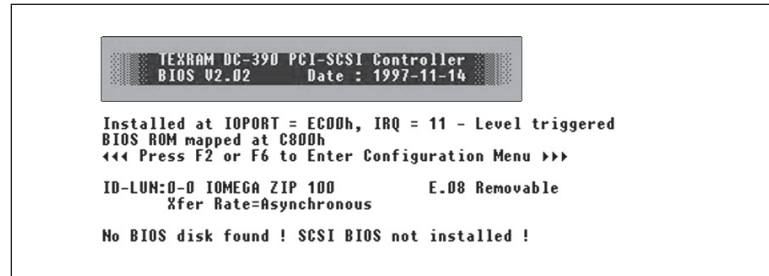 TEXRAM DC-390 PCI-SCSI Controller
BIOS V2.02 Date : 1997-11-14
Installed at IOPORT = EC00h, IRQ = 11 - Level triggered
BIOS ROM mapped at C800h
◂◂◂ Press F2 or F6 to Enter Configuration Menu ▸▸▸
ID-LUN:0-0 IOMEGA ZIP 100 E.08 Removable
Xfer Rate=Asynchronous
No BIOS disk found ! SCSI BIOS not installed !